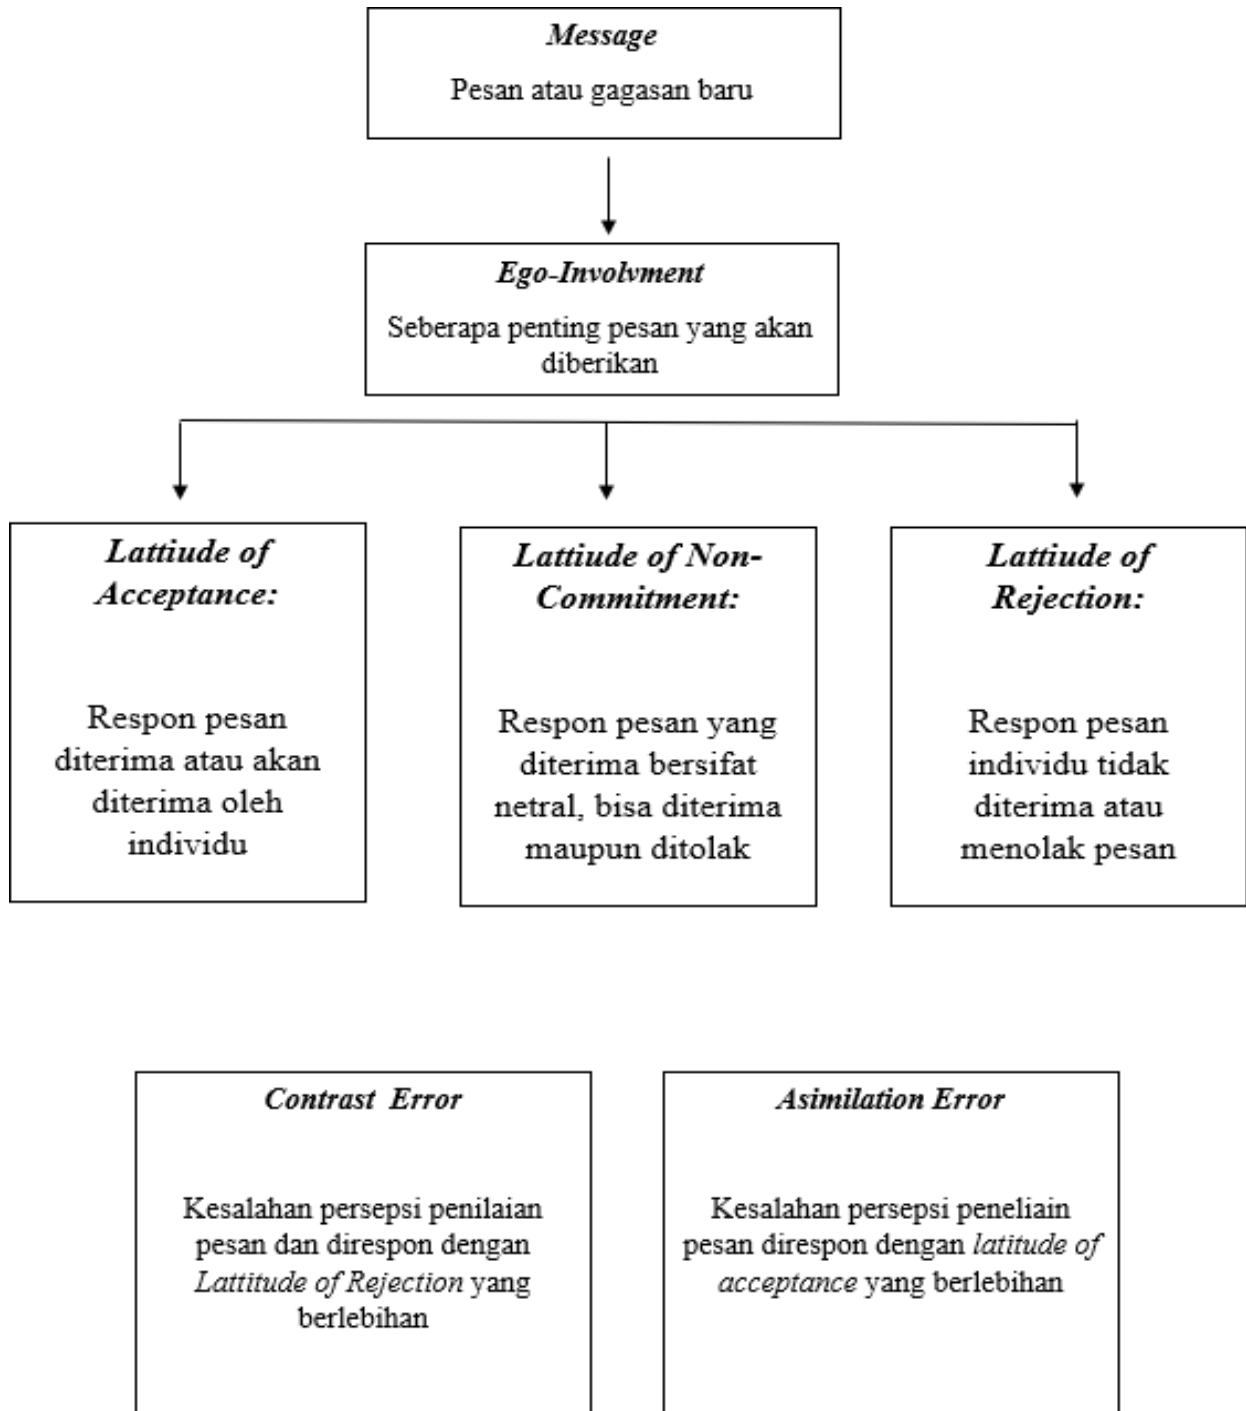 Message
Pesan atau gagasan baru
Ego-Involvment
Seberapa penting pesan yang akan
diberikan
Lattiude of
Acceptance:
Respon pesan
diterima atau akan
diterima oleh
individu
Lattiude of Non-
Commitment:
Respon pesan yang
diterima bersifat
netral, bisa diterima
maupun ditolak
Lattiude of
Rejection:
Respon pesan
individu tidak
diterima atau
menolak pesan
Contrast Error
Kesalahan persepsi penilaian
pesan dan direspon dengan
Lattitude of Rejection yang
berlebihan
Asimilation Error
Kesalahan persepsi peneliain
pesan direspon dengan latitude of
acceptance yang berlebihan